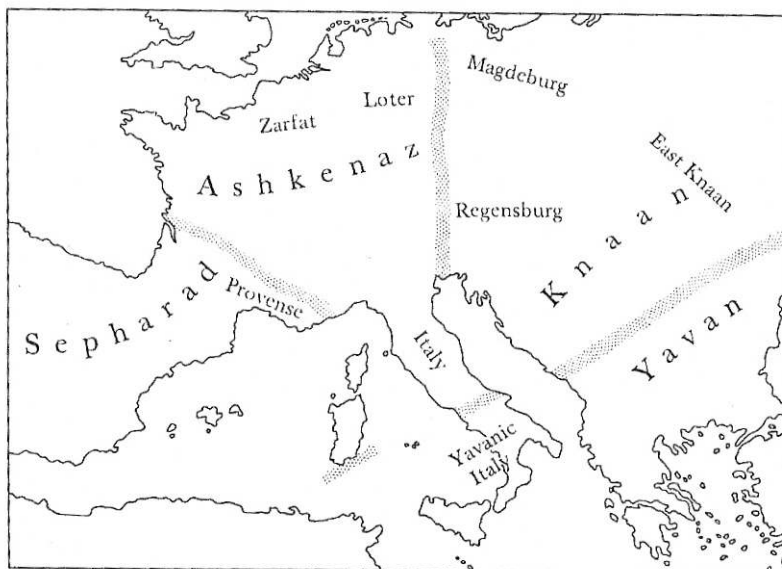 Magdeburg
Loter
Zarfat
Ashkenaz
East Knaan
Regensburg
Knaan
Provense
Sepharad
Italy
Yavan
Yavanic
Italy